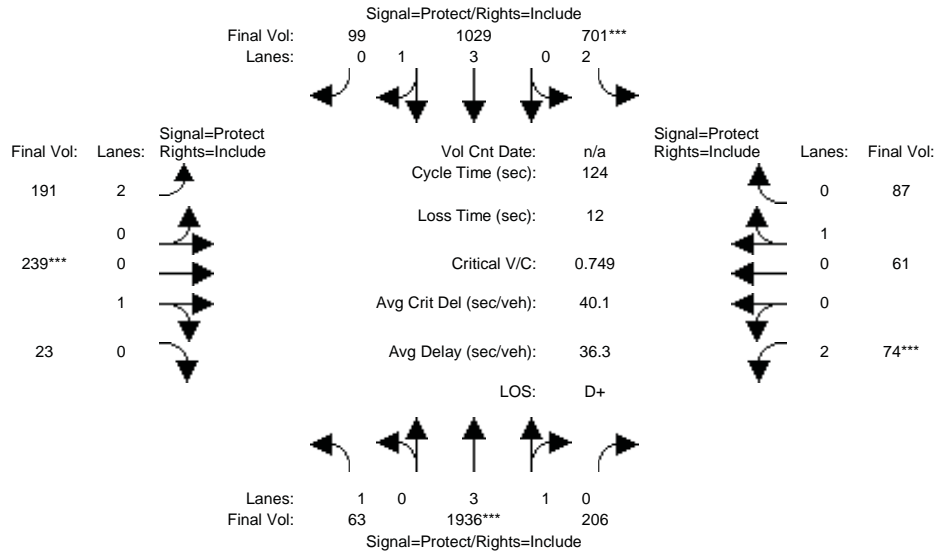 Signal=Protect/Rights=Include
Final Vol: 99 1029 701***
Lanes: 0 1 3 0 2
Signal=Protect
Final Vol: Lanes: Rights=Include
Vol Cnt Date: n/a
Signal=Protect
Rights=Include Lanes: Final Vol:
Cycle Time (sec): 124
191 2
0 87
Loss Time (sec): 12
0
1
239*** 0
Critical V/C: 0.749
0 61
1
Avg Crit Del (sec/veh): 40.1
0
23 0
Avg Delay (sec/veh): 36.3
2 74***
LOS: D+
Lanes: 1 0 3 1 0
Final Vol: 63 1936*** 206
Signal=Protect/Rights=Include